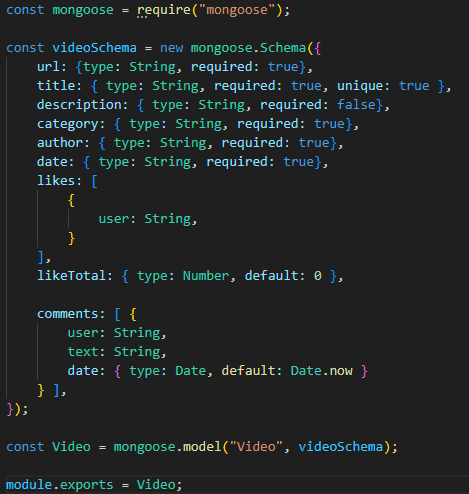 const mongoose = require("mongoose");
const videoSchema = new mongoose.Schema({
url: {type: String, required: true},
title: { type: String, required: true, unique: true },
description: { type: String, required: false},
category: { type: String, required: true},
author: { type: String, required: true},
date: { type: String, required: true},
likes: [
{
user: String,
}
],
likeTotal: { type: Number, default: 0 },
comments: [ {
user: String,
text: String,
date: { type: Date, default: Date.now }
} ],
});
const Video = mongoose.model("Video", videoSchema);
module.exports = Video;